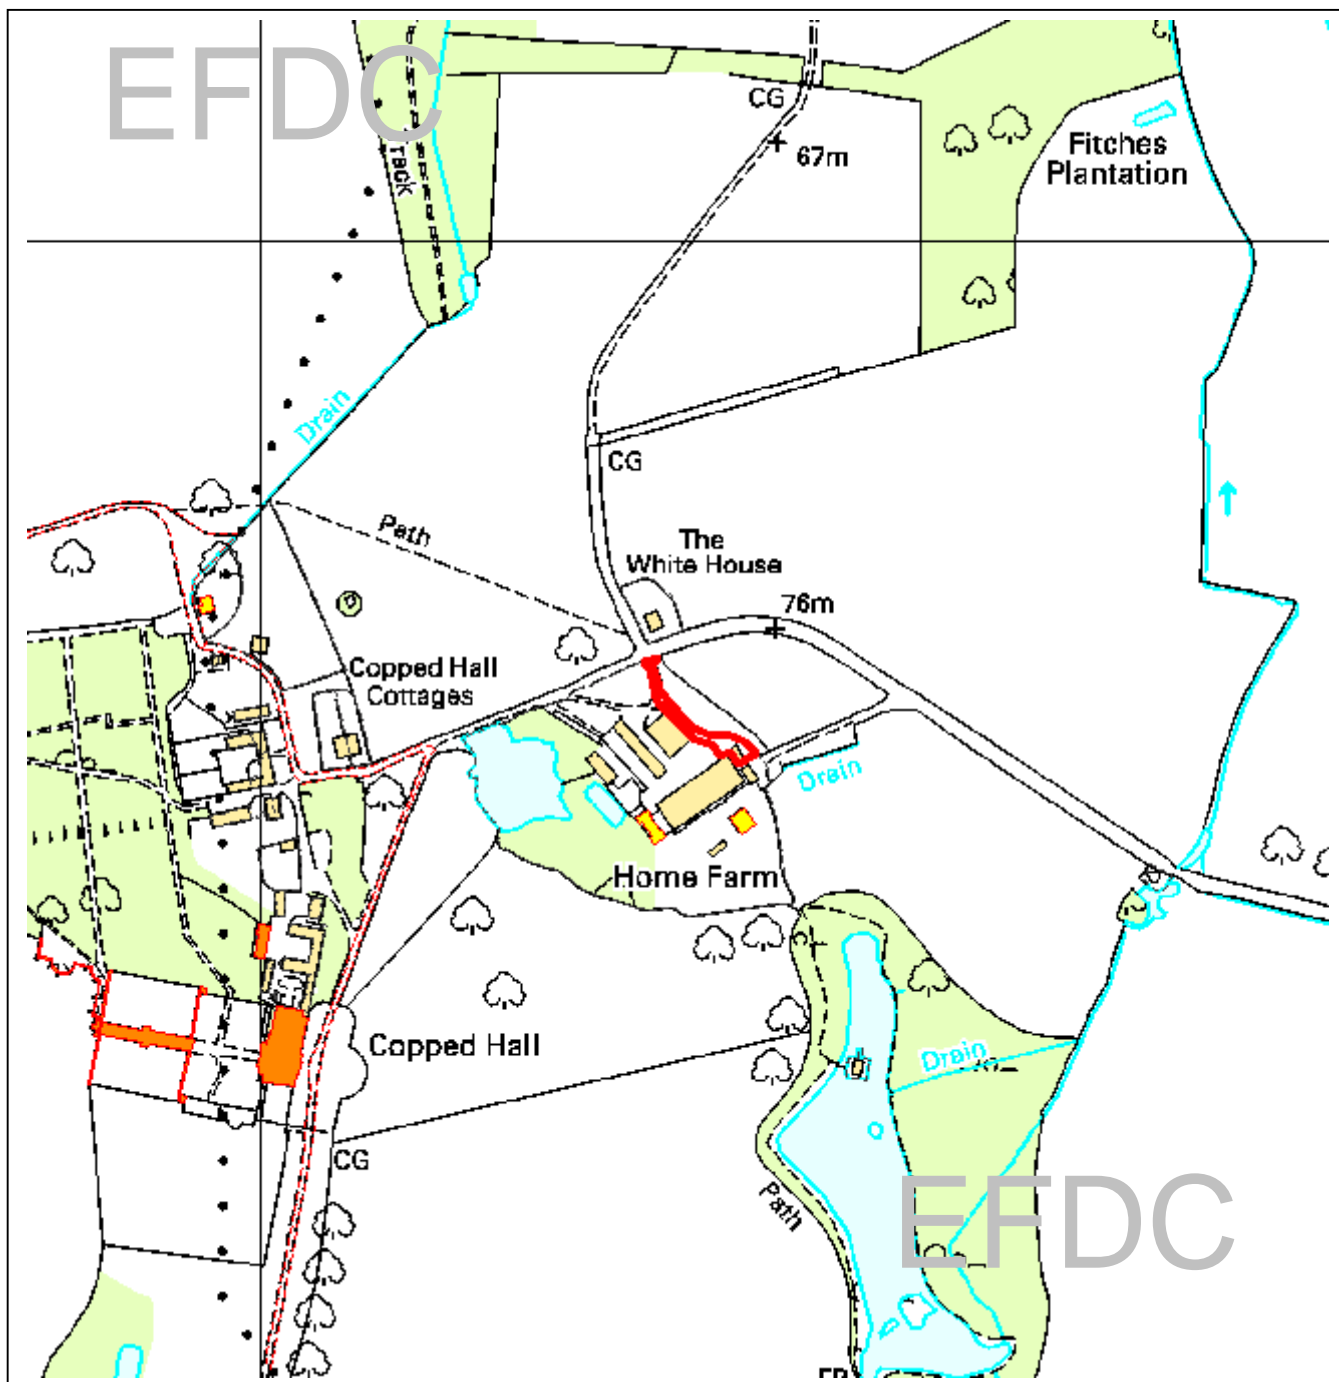 EFDC
Track
CG
67m
Fitches
Plantation
Drain
CG
Path
The
White House
76m
Copped Hall
Cottages
Drain
Home Farm
Copped Hall
Drain
CG
Path
EFDC